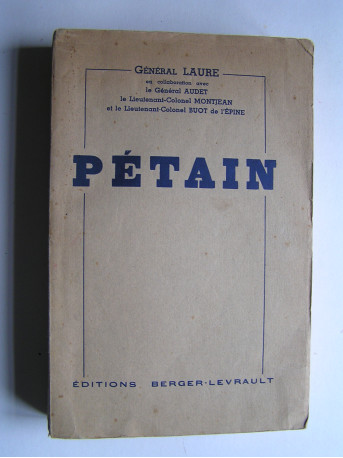 GÉNÉRAL LAURE
en collaboration avec
le Général AUDET
le Lieutenant-Colonel MONTJEAN
et le Lieutenant-Colonel BUOT de l'ÉPINE
PÉTAIN
ÉDITIONS BERGER-LEVRAULT